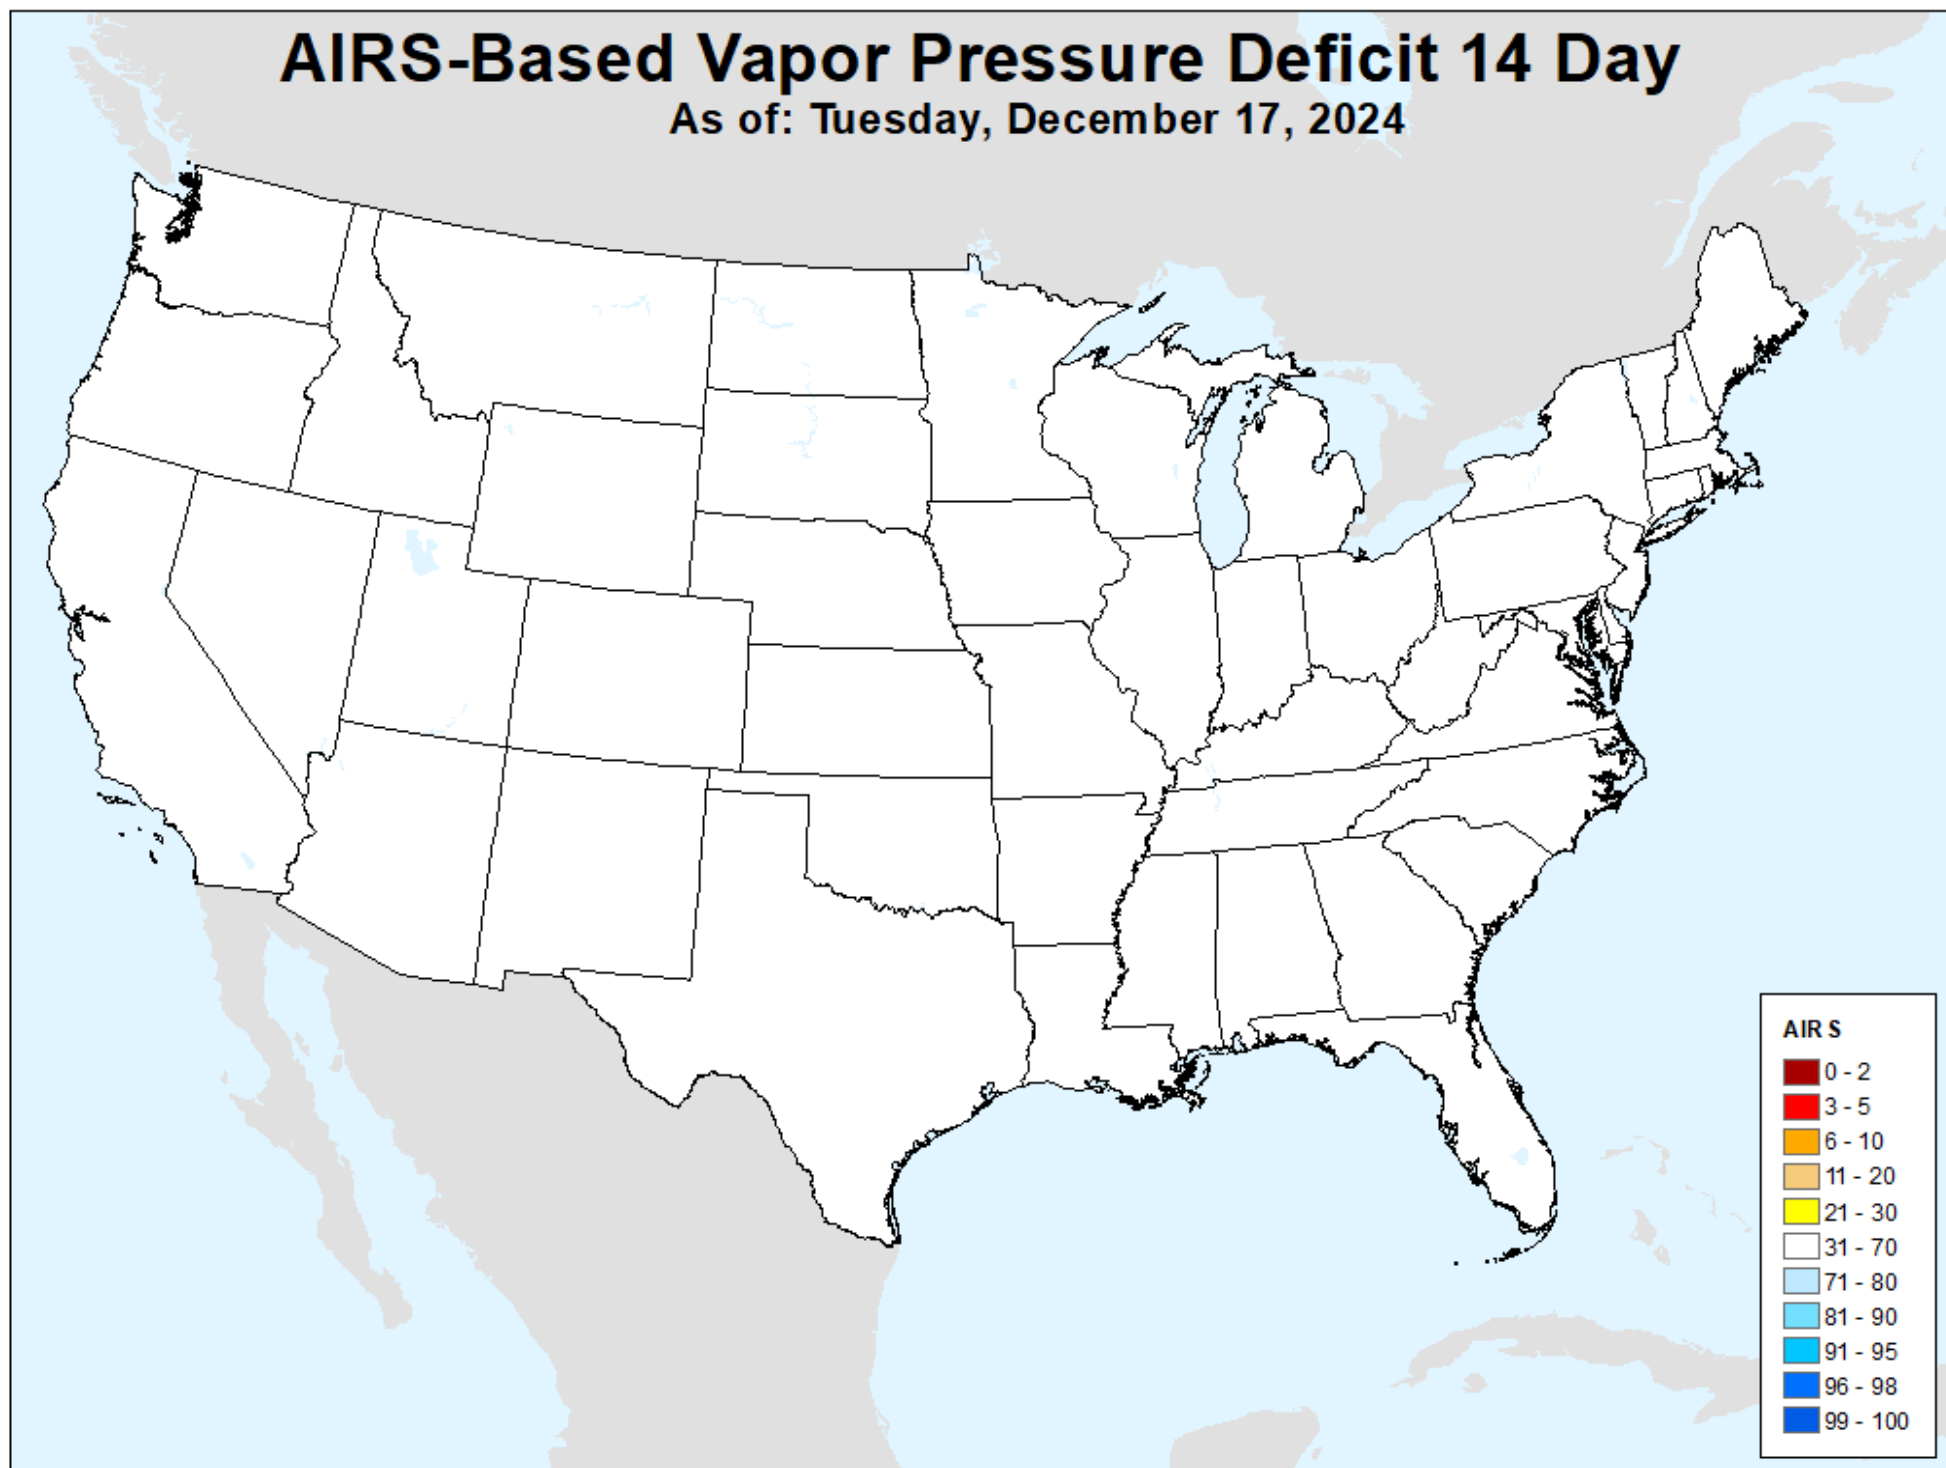 AIRS-Based Vapor Pressure Deficit 14 Day
As of: Tuesday, December 17, 2024
AIRS
0 - 2
3 - 5
6 - 10
11 - 20
21 - 30
31 - 70
71 - 80
81 - 90
91 - 95
96 - 98
99 - 100